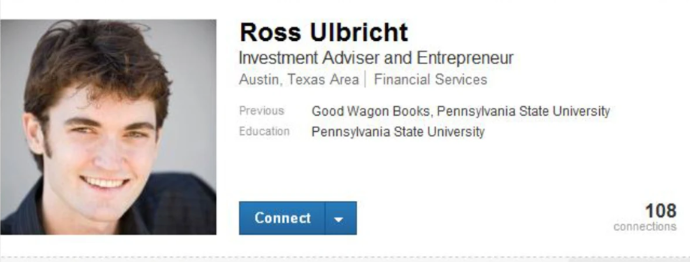 Ross Ulbricht
Investment Adviser and Entrepreneur
Austin, Texas Area | Financial Services
Previous Good Wagon Books, Pennsylvania State University
Education Pennsylvania State University
Connect
108
connections